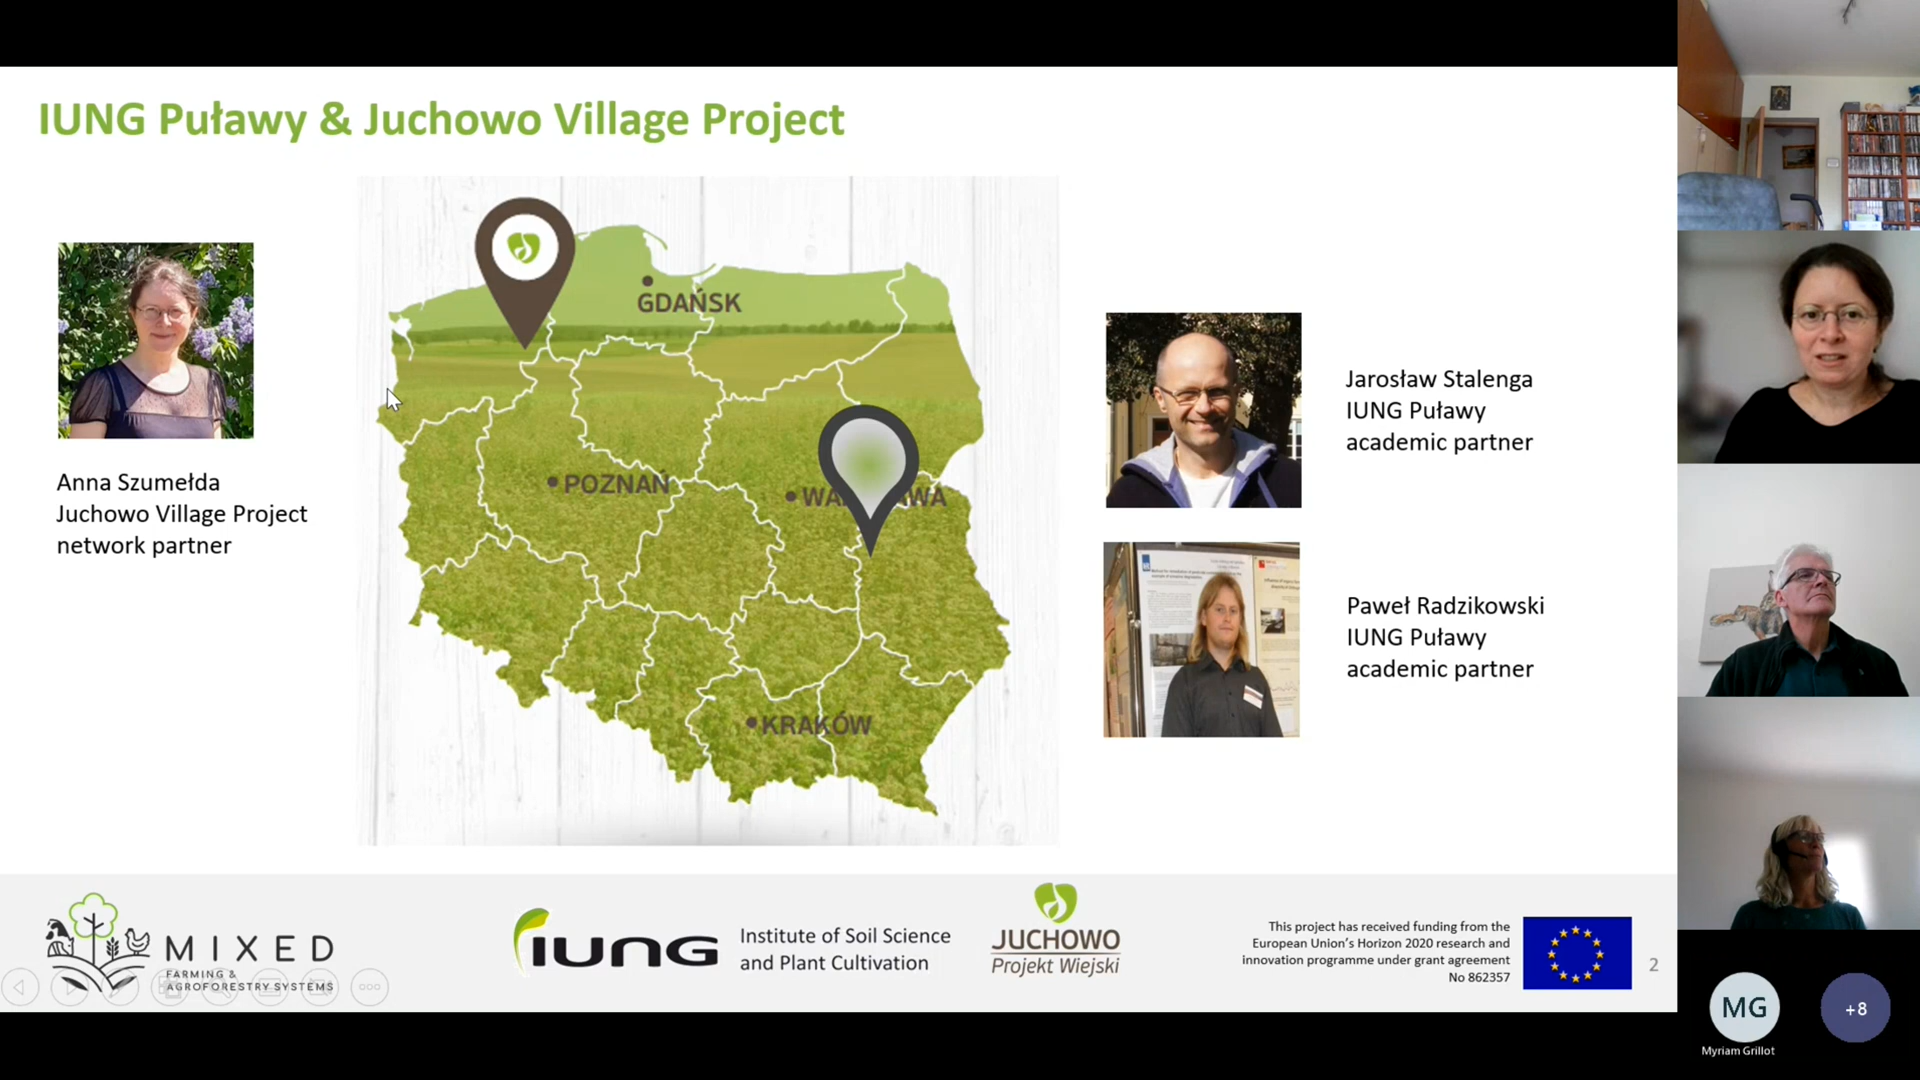 IUNG Puławy & Juchowo Village Project
GDAŃSK
POZNAŃ
KRAKÓW
Anna Szumełda
Juchowo Village Project
network partner
Jarosław Stalenga
IUNG Puławy
academic partner
Paweł Radzikowski
IUNG Puławy
academic partner
MIXED
FARMING &
AGROFORESTRY SYSTEMS
IUNG
Institute of Soil Science
and Plant Cultivation
JUCHOWO
Projekt Wiejski
This project has received funding from the
European Union's Horizon 2020 research and
innovation programme under grant agreement
No 862357
2
MG
+8
Myriam Grillot